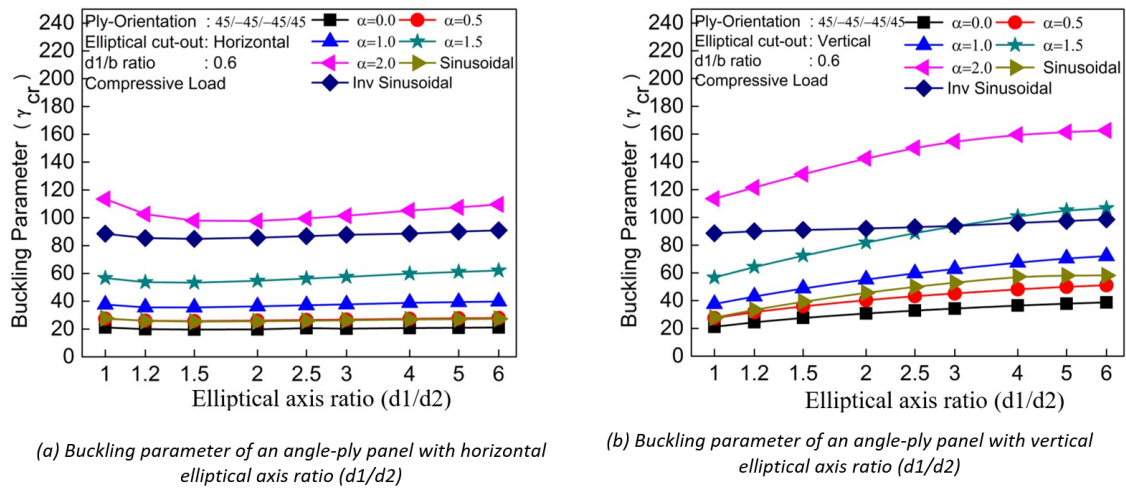 Ply-Orientation : 45/-45/-45/45
Elliptical cut-out: Horizontal
d1/b ratio : 0.6
Compressive Load
α=0.0
α=0.5
α=1.0
α=1.5
α=2.0
Sinusoidal
Inv Sinusoidal
Buckling Parameter (γcr)
240
220
200
180
160
140
120
100
80
60
40
20
0
1 1.2 1.5 2 2.5 3 4 5 6
Elliptical axis ratio (d1/d2)
(a) Buckling parameter of an angle-ply panel with horizontal
elliptical axis ratio (d1/d2)
Ply-Orientation : 45/-45/-45/45
Elliptical cut-out: Vertical
d1/b ratio : 0.6
Compressive Load
α=0.0
α=0.5
α=1.0
α=1.5
α=2.0
Sinusoidal
Inv Sinusoidal
Buckling Parameter (γcr)
240
220
200
180
160
140
120
100
80
60
40
20
0
1 1.2 1.5 2 2.5 3 4 5 6
Elliptical axis ratio (d1/d2)
(b) Buckling parameter of an angle-ply panel with vertical
elliptical axis ratio (d1/d2)